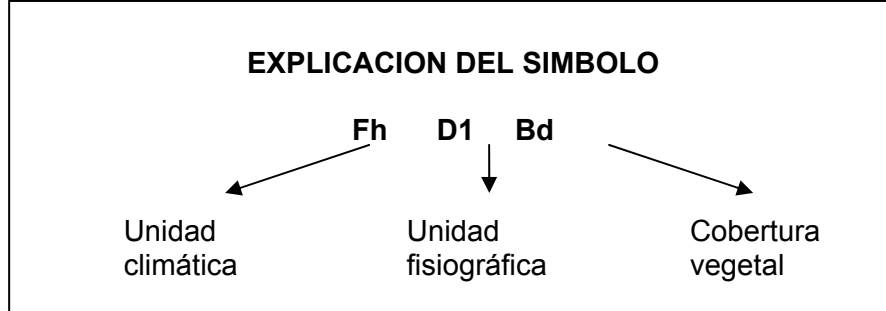 EXPLICACION DEL SIMBOLO
Fh D1 Bd
Unidad climática
Unidad fisiográfica
Cobertura vegetal